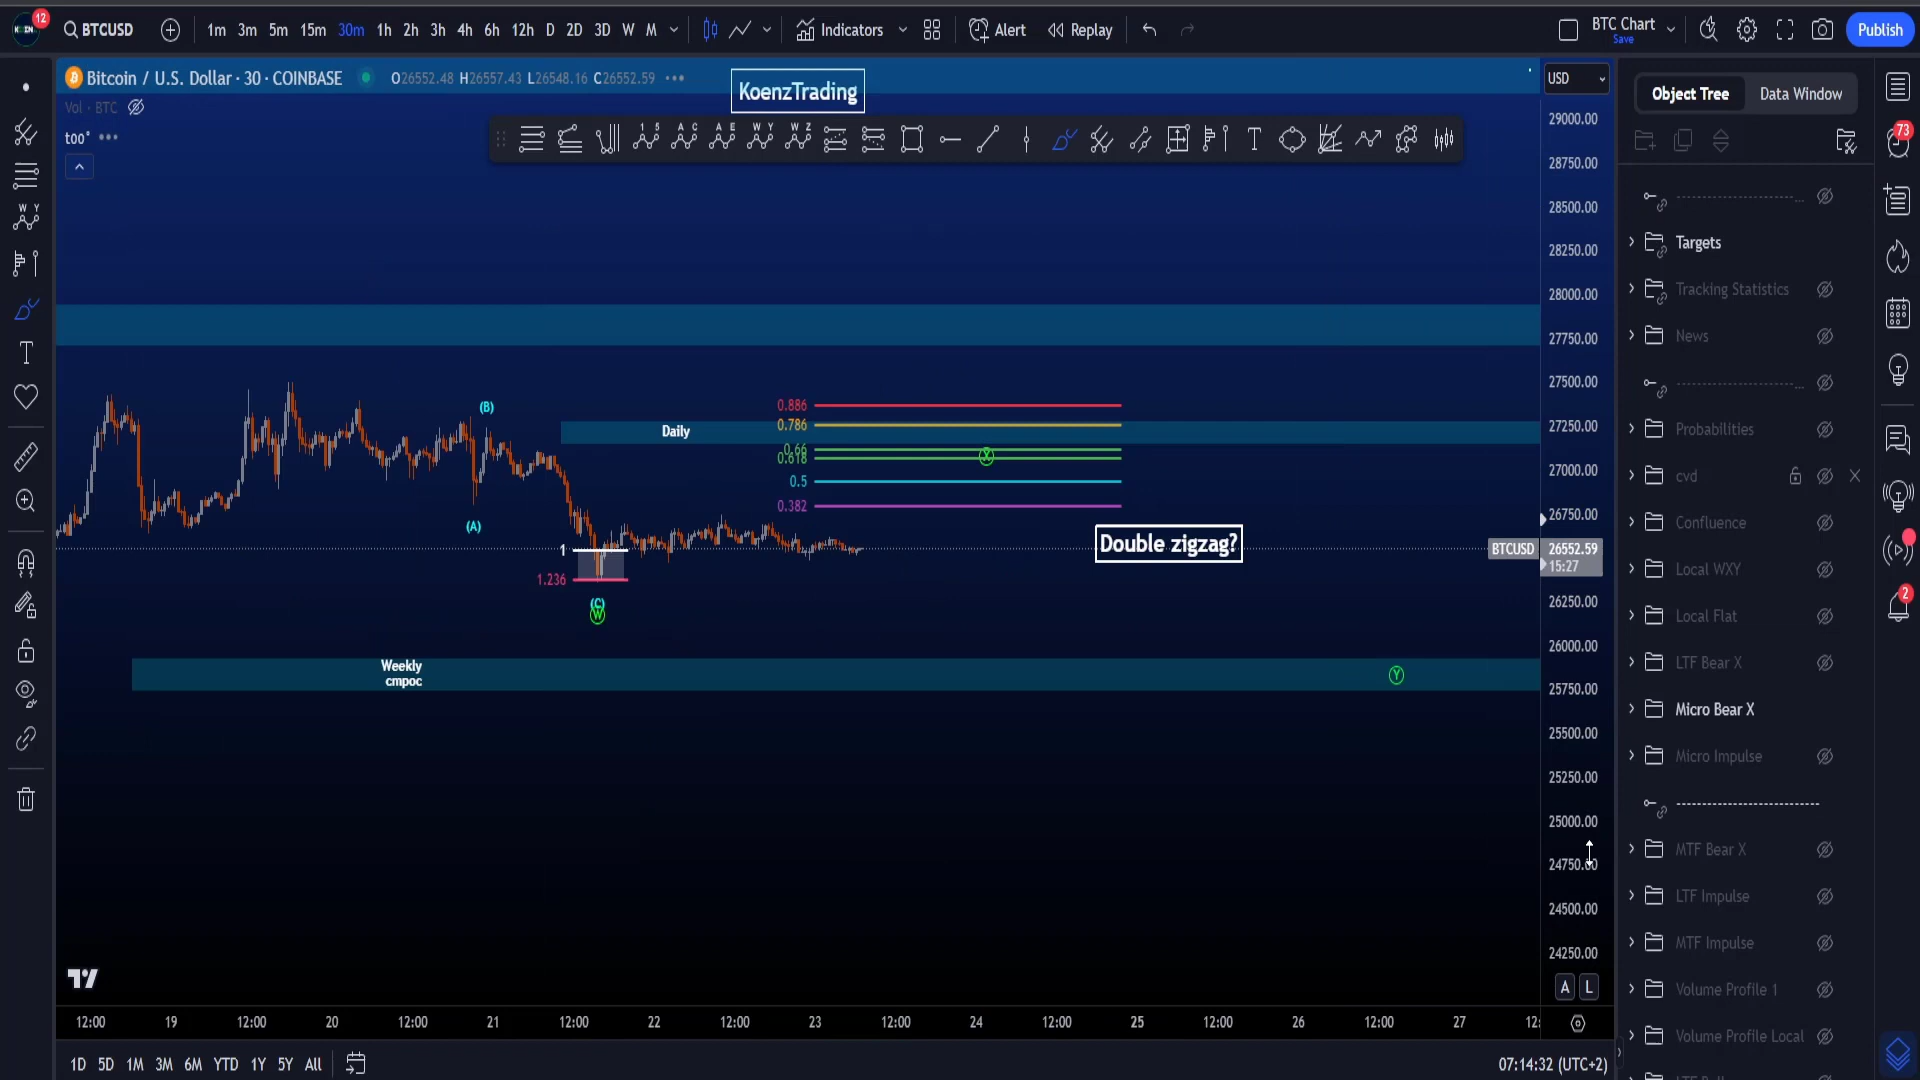 12
BTCUSD
1m 3m 5m 15m 30m 1h 2h 3h 4h 6h 12h D 2D 3D W M
Indicators
Alert
Replay
BTC Chart
Save
Publish
Bitcoin / U.S. Dollar · 30 · COINBASE
O26552.48 H26557.43 L26548.16 C26552.59
Vol · BTC
too°
KoenzTrading
USD
Object Tree
Data Window
73
29000.00
28750.00
28500.00
28250.00
28000.00
27750.00
27500.00
27250.00
27000.00
26750.00
BTCUSD 26552.59
15:27
26250.00
26000.00
25750.00
25500.00
25250.00
25000.00
24750.00
24500.00
24250.00
A L
(B)
(A)
(C)
W
Daily
0.886
0.786
0.66
0.618
0.5
0.382
X
1
1.236
Double zigzag?
Weekly
cmpoc
Y
Targets
Tracking Statistics
News
Probabilities
cvd
Confluence
Local WXY
Local Flat
LTF Bear X
Micro Bear X
Micro Impulse
MTF Bear X
LTF Impulse
MTF Impulse
Volume Profile 1
Volume Profile Local
2
12:00 19 12:00 20 12:00 21 12:00 22 12:00 23 12:00 24 12:00 25 12:00 26 12:00 27 12:
1D 5D 1M 3M 6M YTD 1Y 5Y All
07:14:32 (UTC+2)